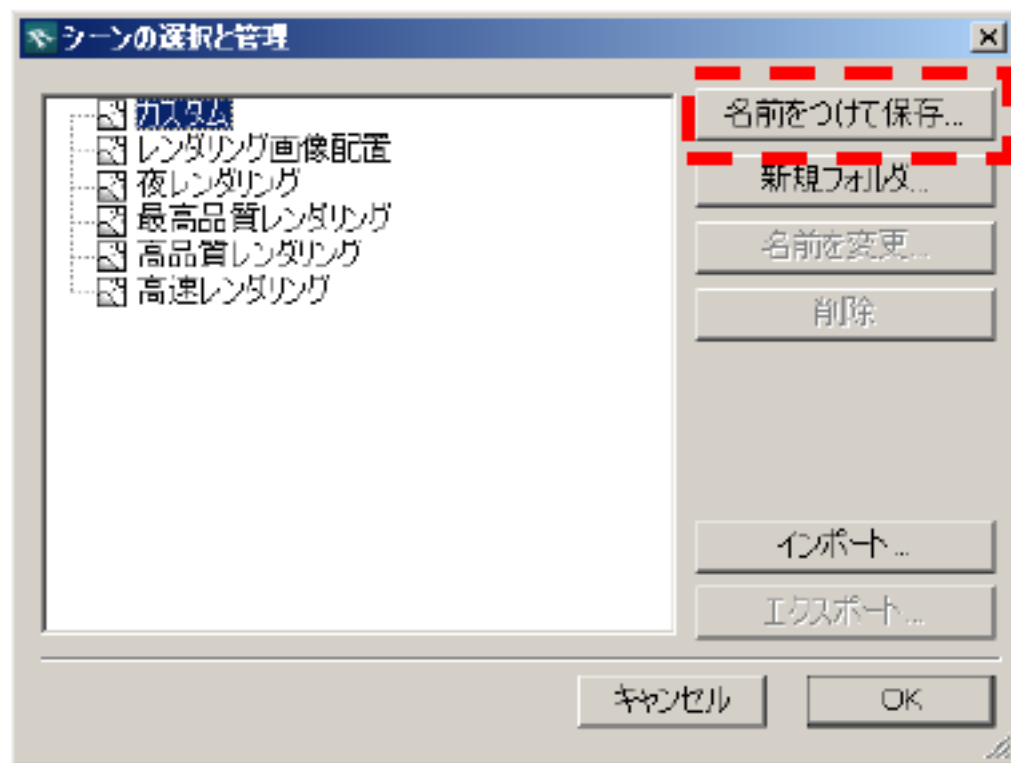 シーンの選択と管理
カスタム
レンダリング画像配置
夜レンダリング
最高品質レンダリング
高品質レンダリング
高速レンダリング
名前をつけて保存...
新規フォルダ...
名前を変更...
削除
インポート...
エクスポート...
キャンセル
OK